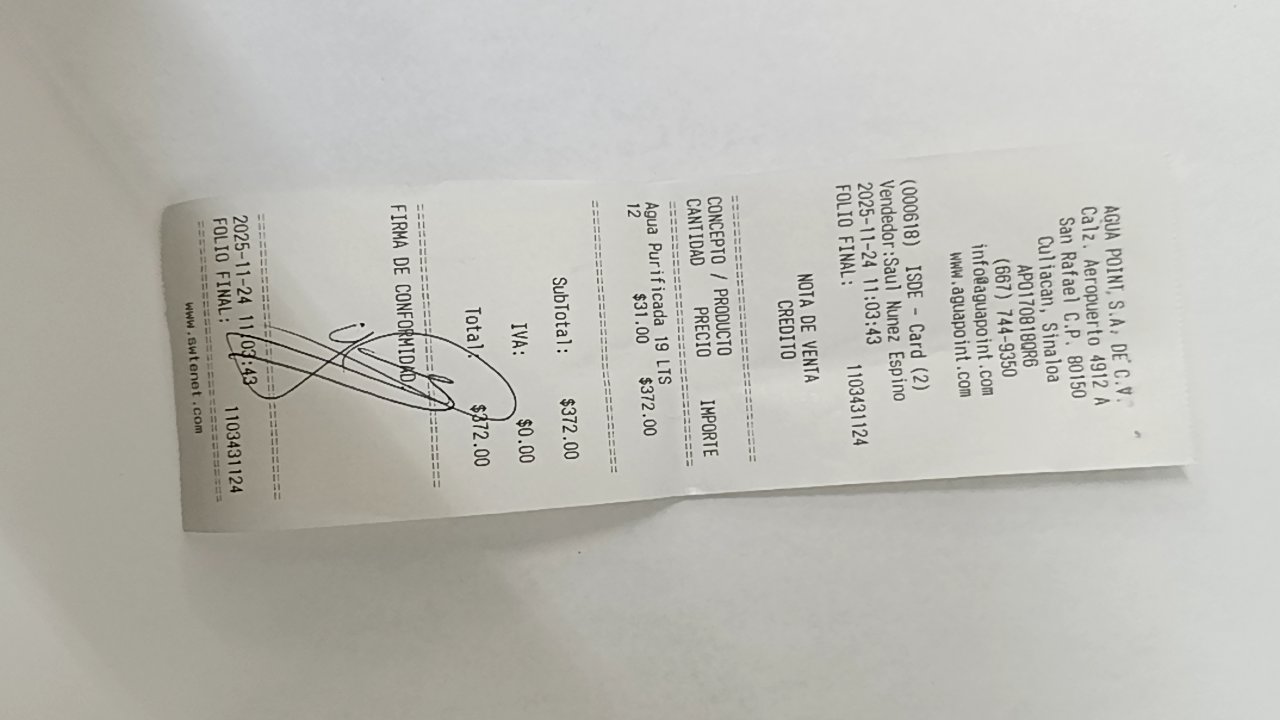 AGUA POINT S.A. DE C.V.
Calz. Aeropuerto 4912 A
San Rafael C.P. 80150
Culiacan, Sinaloa
APO170818QR6
(667) 744-9350
info@aguapoint.com
www.aguapoint.com
(000618) ISDE - Card (2)
Vendedor:Saul Nunez Espino
2025-11-24 11:03:43
FOLIO FINAL: 1103431124
NOTA DE VENTA
CREDITO
================================
CONCEPTO / PRODUCTO
CANTIDAD PRECIO IMPORTE
================================
Agua Purificada 19 LTS
12 $31.00 $372.00
================================
SubTotal: $372.00
IVA: $0.00
Total: $372.00
================================
FIRMA DE CONFORMIDAD
================================
2025-11-24 11:03:43
FOLIO FINAL: 1103431124
================================
www.swtenet.com